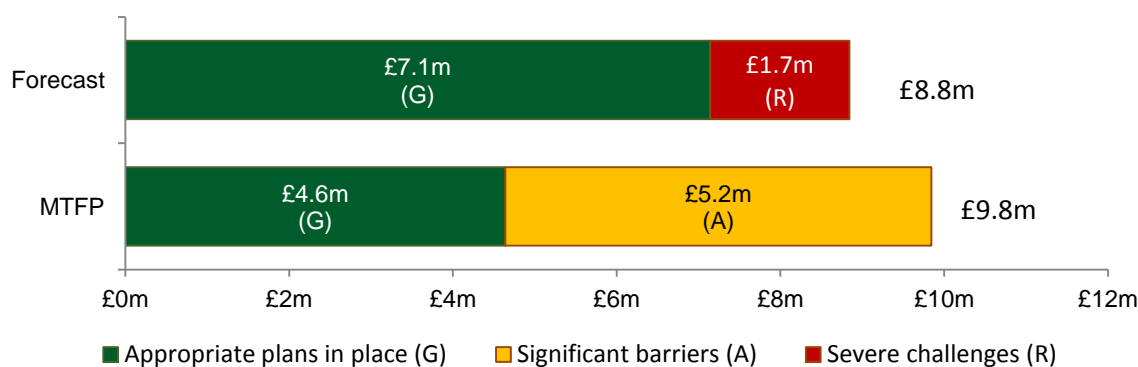 Forecast
£7.1m
(G)
£1.7m
(R)
£8.8m
MTFP
£4.6m
(G)
£5.2m
(A)
£9.8m
£0m £2m £4m £6m £8m £10m £12m
Appropriate plans in place (G) Significant barriers (A) Severe challenges (R)